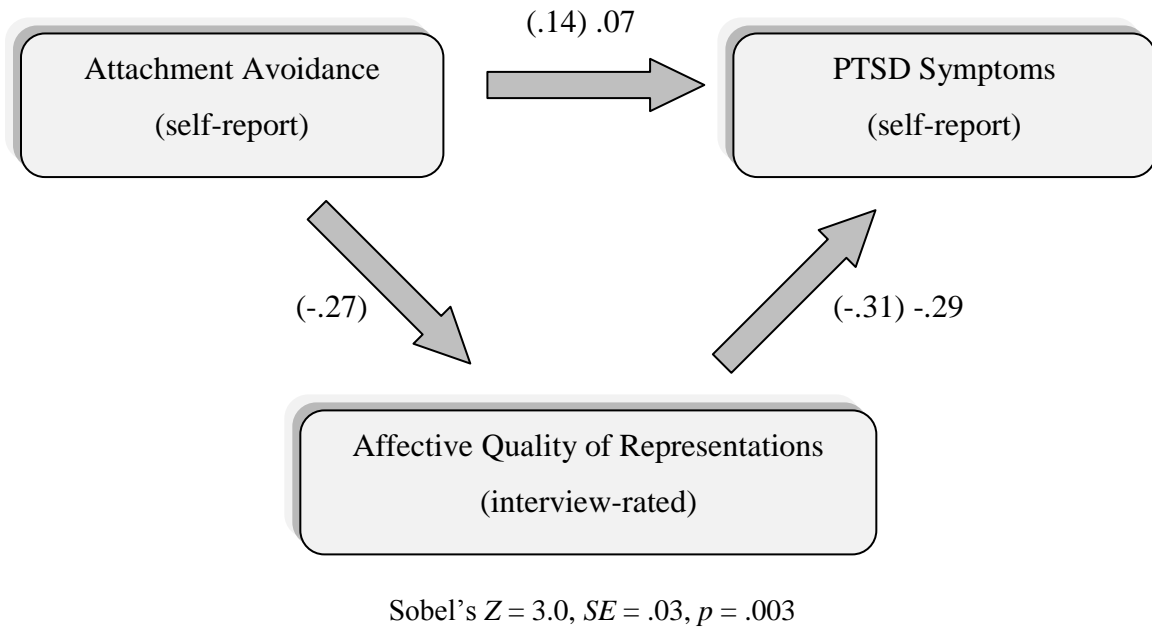 (.14) .07
Attachment Avoidance
(self-report)
PTSD Symptoms
(self-report)
(-.27)
(-.31) -.29
Affective Quality of Representations
(interview-rated)
Sobel’s Z = 3.0, SE = .03, p = .003